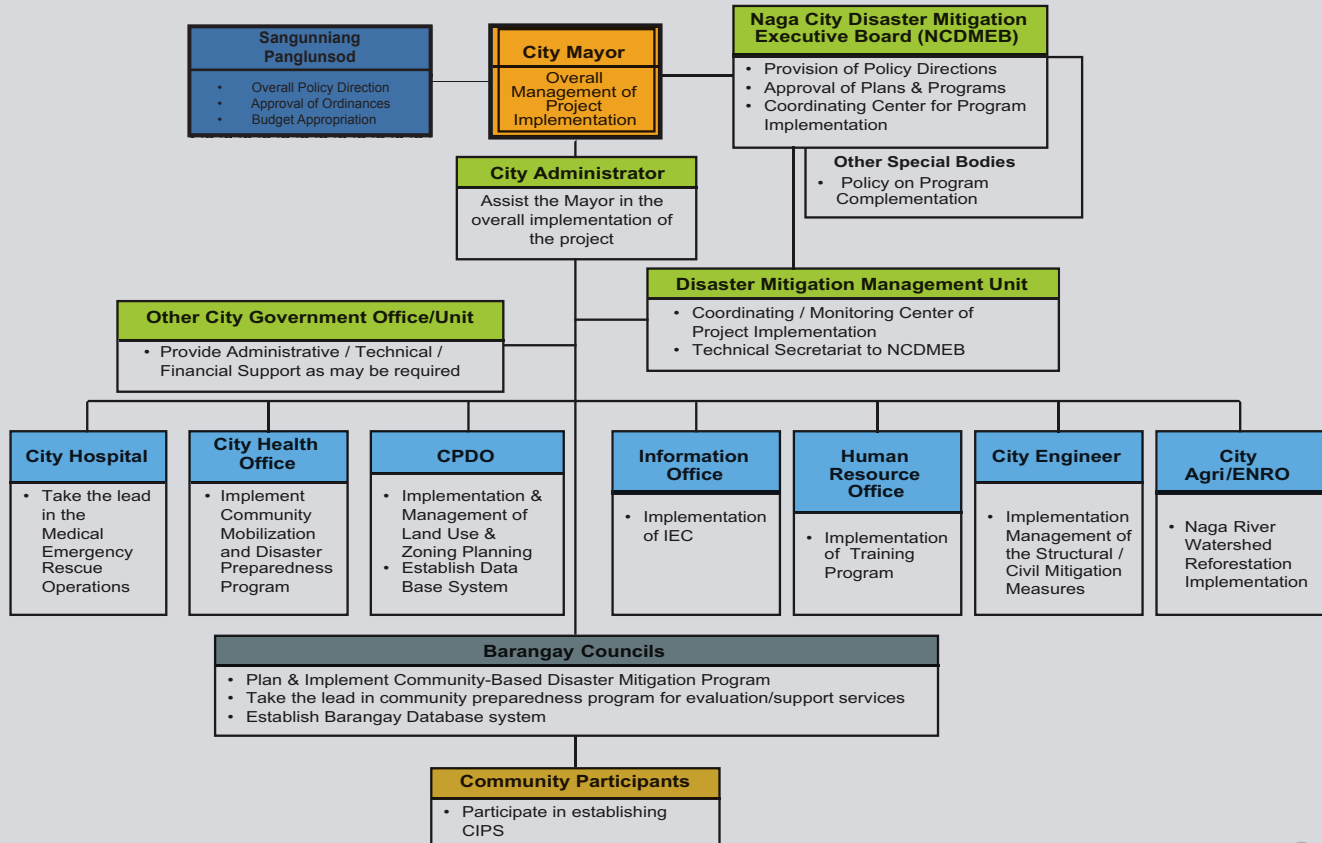 Sangunniang
Panglunsod
• Overall Policy Direction
• Approval of Ordinances
• Budget Appropriation
City Mayor
Overall
Management of
Project
Implementation
Naga City Disaster Mitigation
Executive Board (NCDMEB)
• Provision of Policy Directions
• Approval of Plans & Programs
• Coordinating Center for Program
Implementation
Other Special Bodies
• Policy on Program
Complementation
City Administrator
Assist the Mayor in the
overall implementation of
the project
Disaster Mitigation Management Unit
• Coordinating / Monitoring Center of
Project Implementation
• Technical Secretariat to NCDMEB
Other City Government Office/Unit
• Provide Administrative / Technical /
Financial Support as may be required
City Hospital
• Take the lead
in the
Medical
Emergency
Rescue
Operations
City Health
Office
• Implement
Community
Mobilization
and Disaster
Preparedness
Program
CPDO
• Implementation &
Management of
Land Use &
Zoning Planning
• Establish Data
Base System
Information
Office
• Implementation
of IEC
Human
Resource
Office
• Implementation
of Training
Program
City Engineer
• Implementation
Management of
the Structural /
Civil Mitigation
Measures
City
Agri/ENRO
• Naga River
Watershed
Reforestation
Implementation
Barangay Councils
• Plan & Implement Community-Based Disaster Mitigation Program
• Take the lead in community preparedness program for evaluation/support services
• Establish Barangay Database system
Community Participants
• Participate in establishing
CIPS